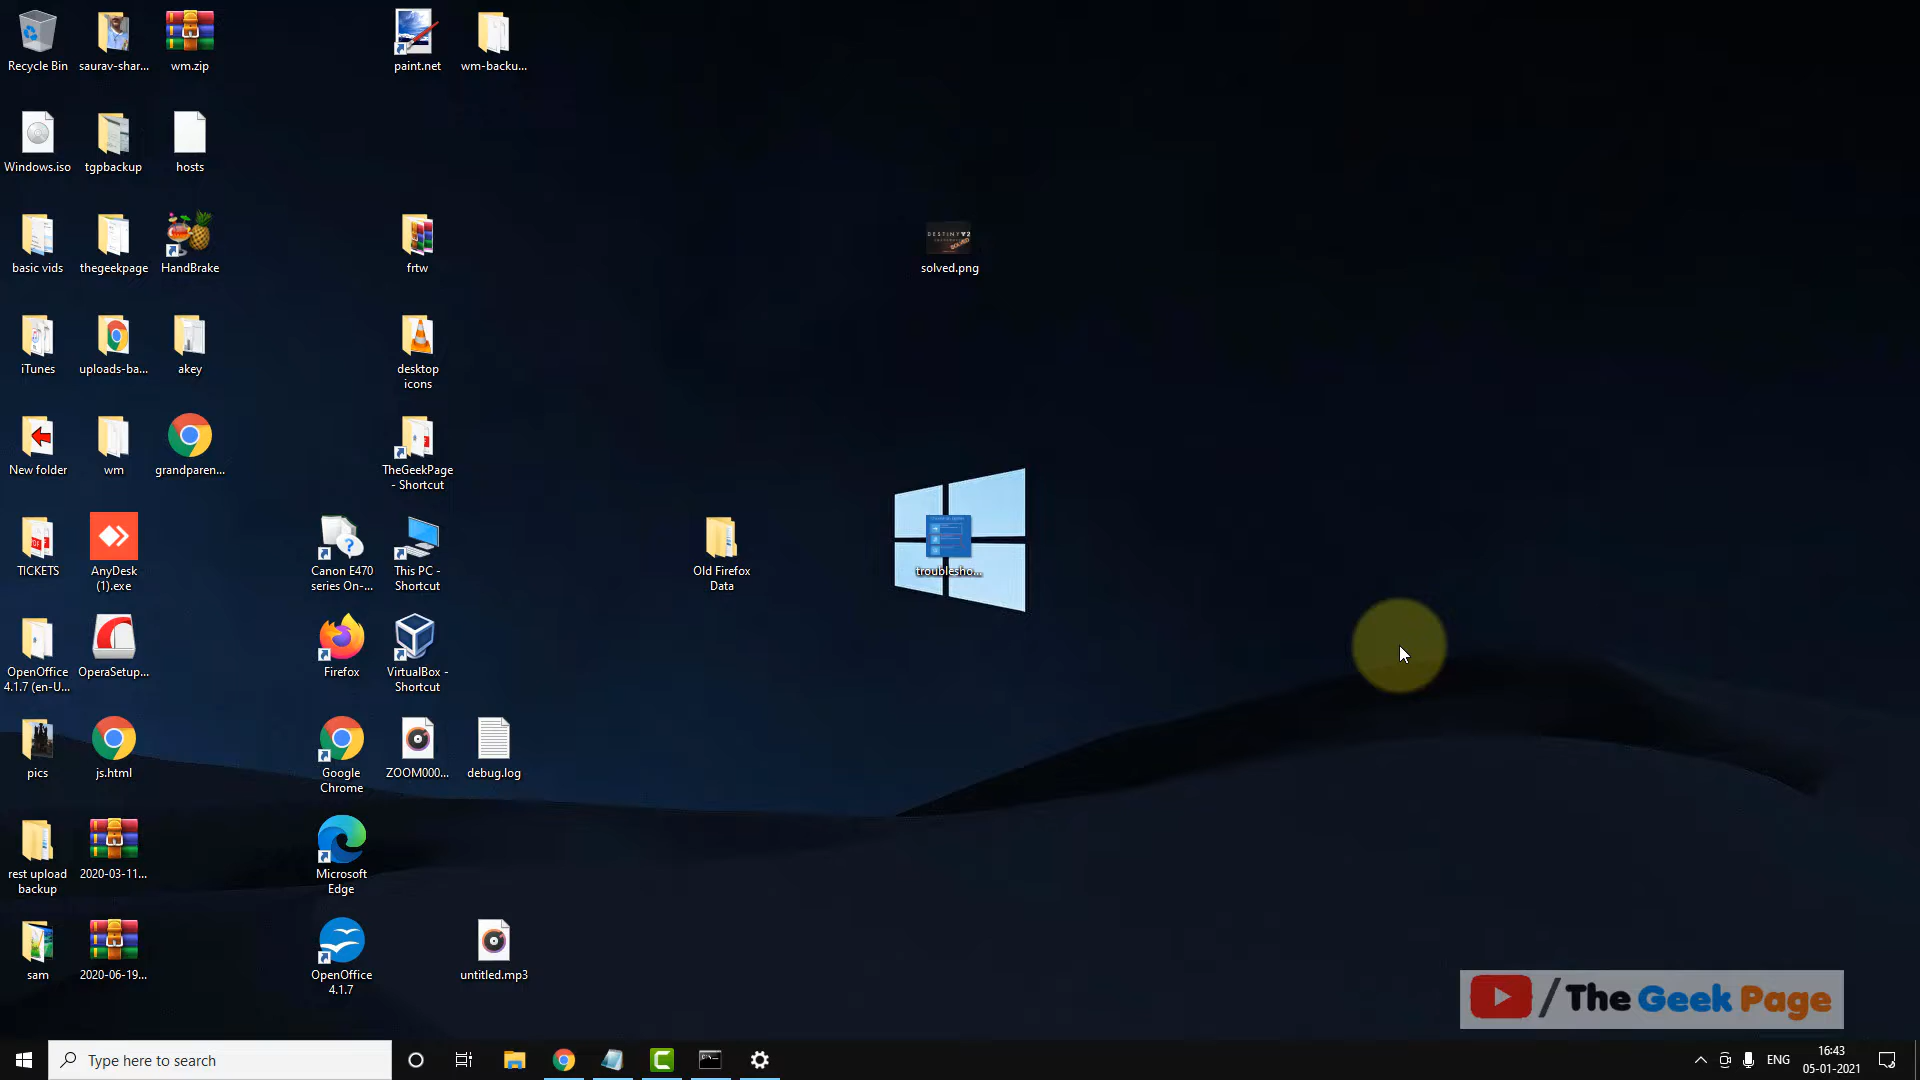 Recycle Bin
saurav-shar...
wm.zip
paint.net
wm-backu...
Windows.iso
tgpbackup
hosts
basic vids
thegeekpage
HandBrake
frtw
DESTINY 2
solved.png
iTunes
uploads-ba...
akey
desktop
icons
New folder
wm
grandparen...
TheGeekPage
- Shortcut
TICKETS
AnyDesk
(1).exe
Canon E470
series On-...
This PC -
Shortcut
Old Firefox
Data
troublesho...
OpenOffice
4.1.7 (en-U...
OperaSetup...
Firefox
VirtualBox -
Shortcut
pics
js.html
Google
Chrome
ZOOM000...
debug.log
rest upload
backup
2020-03-11...
Microsoft
Edge
sam
2020-06-19...
OpenOffice
4.1.7
untitled.mp3
/ The Geek Page
Type here to search
ENG
16:43
05-01-2021